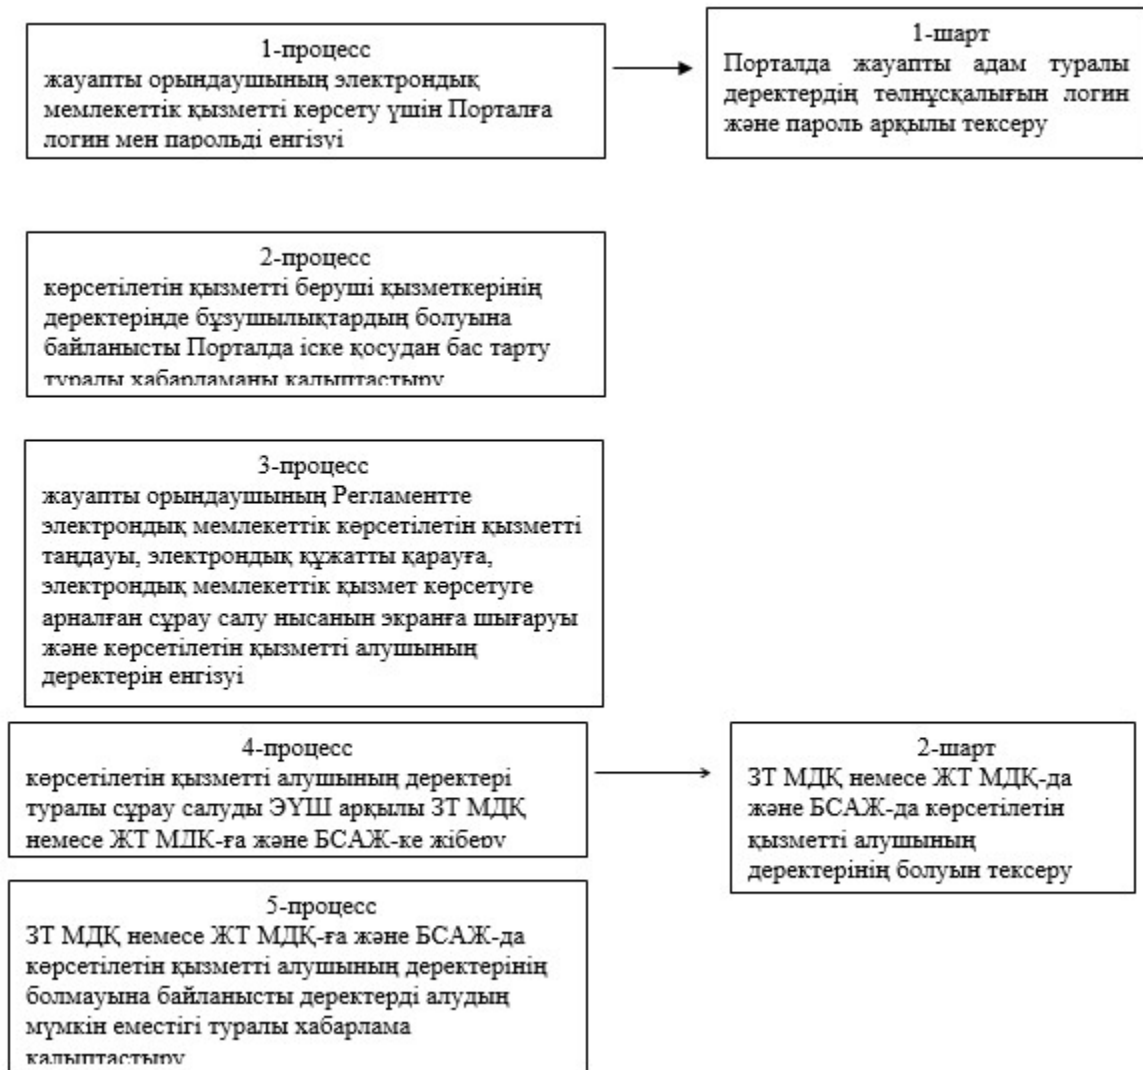 1-процесс
жауапты орындаушының электрондық
мемлекеттік қызметті көрсету үшін Порталға
логин мен парольді енгізуі
1-шарт
Порталда жауапты адам туралы
деректердің төлнұсқалығын логин
және пароль арқылы тексеру
2-процесс
көрсетілетін қызметті беруші қызметкерінің
деректерінде бұзушылықтардың болуына
байланысты Порталда іске қосудан бас тарту
туралы хабарламаны қалыптастыру
3-процесс
жауапты орындаушының Регламентте
электрондық мемлекеттік көрсетілетін қызметті
таңдауы, электрондық құжатты қарауға,
электрондық мемлекеттік қызмет көрсетуге
арналған сұрау салу нысанын экранға шығаруы
және көрсетілетін қызметті алушының
деректерін енгізуі
4-процесс
көрсетілетін қызметті алушының деректері
туралы сұрау салуды ЭҮШ арқылы ЗТ МДҚ
немесе ЖТ МДҚ-ға және БСАЖ-ке жіберу
2-шарт
ЗТ МДҚ немесе ЖТ МДҚ-да
және БСАЖ-да көрсетілетін
қызметті алушының
деректерінің болуын тексеру
5-процесс
ЗТ МДҚ немесе ЖТ МДҚ-ға және БСАЖ-да
көрсетілетін қызметті алушының деректерінің
болмауына байланысты деректерді алудың
мүмкін еместігі туралы хабарлама
қалыптастыру